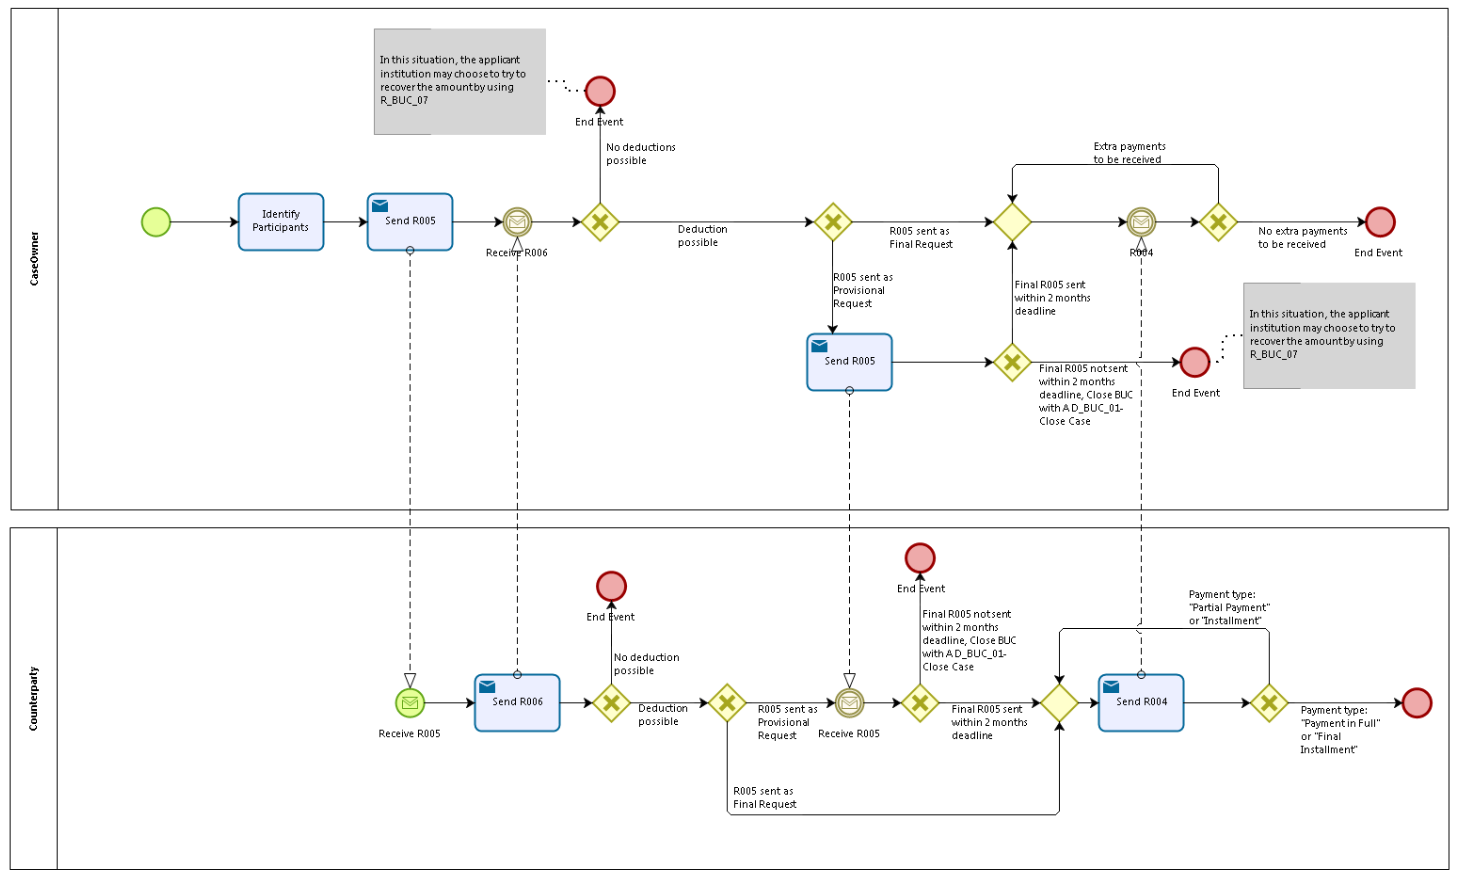 CaseOwner
In this situation, the applicant
institution may choose to try to
recover the amount by using
R_BUC_07
End Event
No deductions
possible
Identify
Participants
Send R005
Receive R006
Deduction
possible
R005 sent as
Final Request
R005 sent as
Provisional
Request
Send R005
Extra payments
to be received
R004
No extra payments
to be received
End Event
Final R005 sent
within 2 months
deadline
Final R005 not sent
within 2 months
deadline, Close BUC
with AD_BUC_01-
Close Case
End Event
In this situation, the applicant
institution may choose to try to
recover the amount by using
R_BUC_07
Counterparty
Receive R005
Send R006
End Event
No deduction
possible
Deduction
possible
R005 sent as
Provisional
Request
R005 sent as
Final Request
Receive R005
End Event
Final R005 not sent
within 2 months
deadline, Close BUC
with AD_BUC_01-
Close Case
Final R005 sent
within 2 months
deadline
Send R004
Payment type:
"Partial Payment"
or "Installment"
Payment type:
"Payment in Full"
or "Final
Installment"